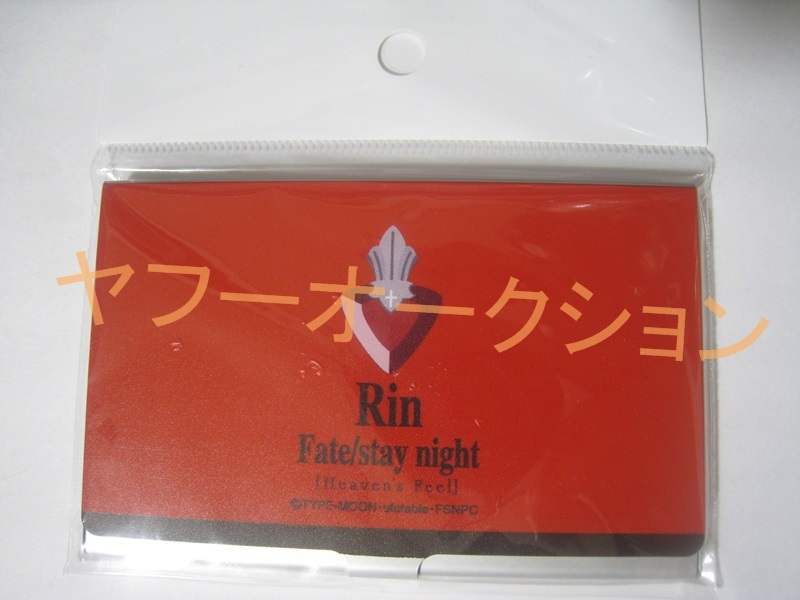 ヤフーオークション
Rin
Fate/stay night
[Heaven's Feel]
©TYPE-MOON・ufotable・FSNPC